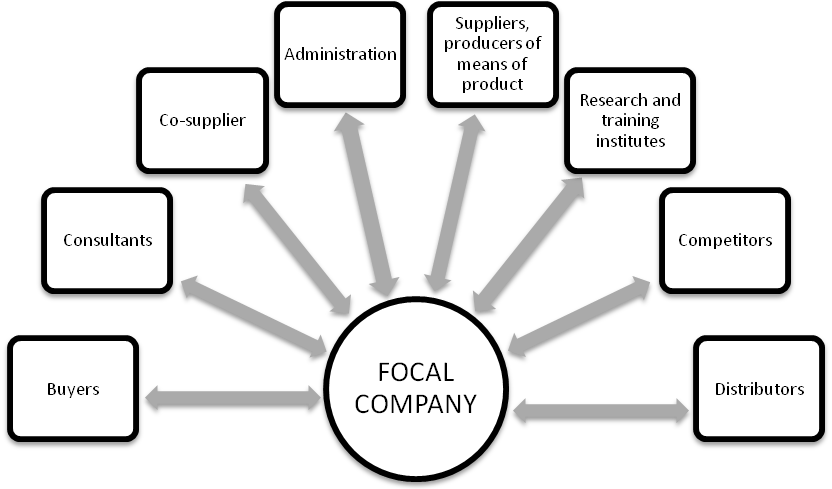 Administration
Suppliers,
producers of
means of
product
Co-supplier
Research and
training
institutes
Consultants
Competitors
Buyers
FOCAL
COMPANY
Distributors